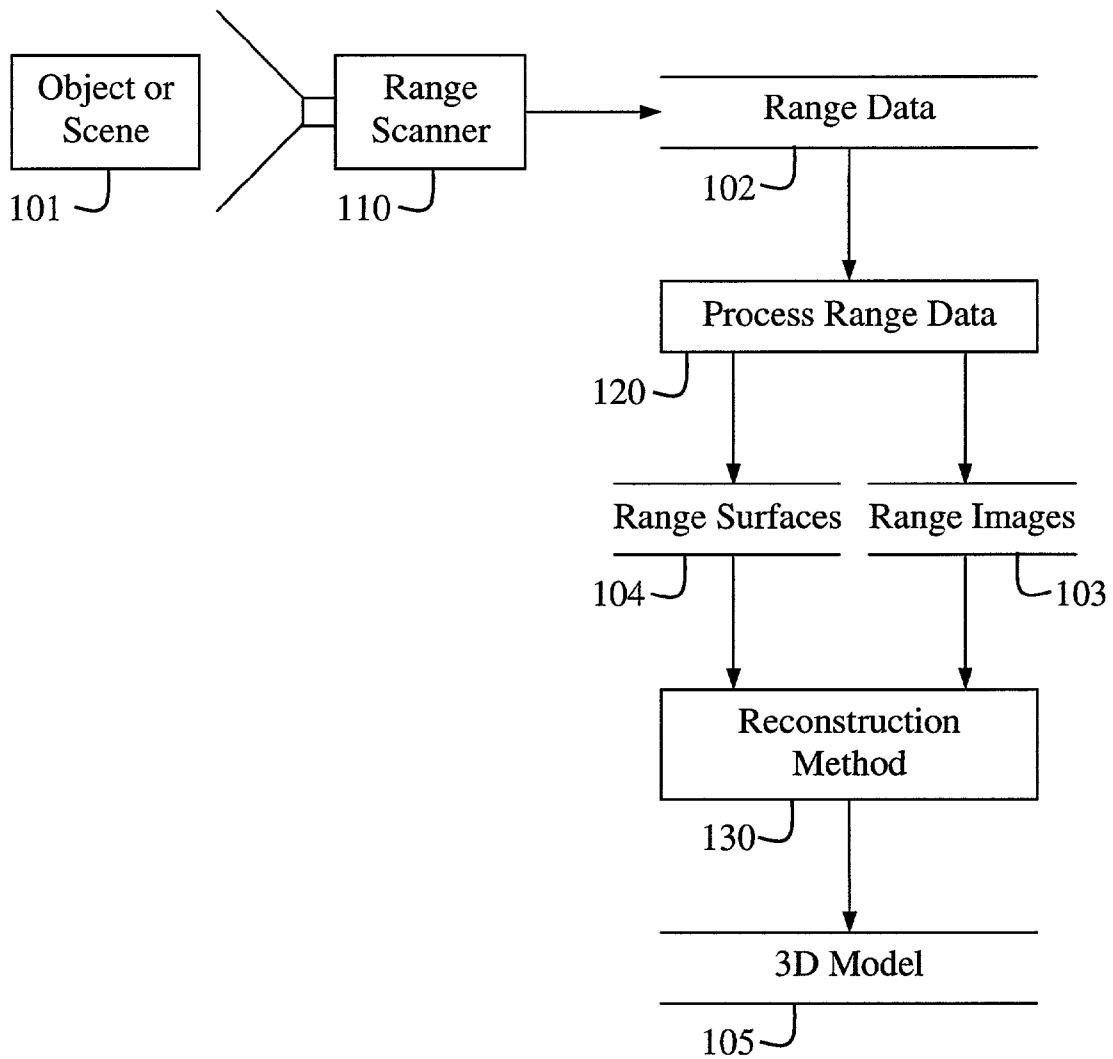 Object or
Scene
101
Range
Scanner
110
Range Data
102
Process Range Data
120
Range Surfaces
104
Range Images
103
Reconstruction
Method
130
3D Model
105